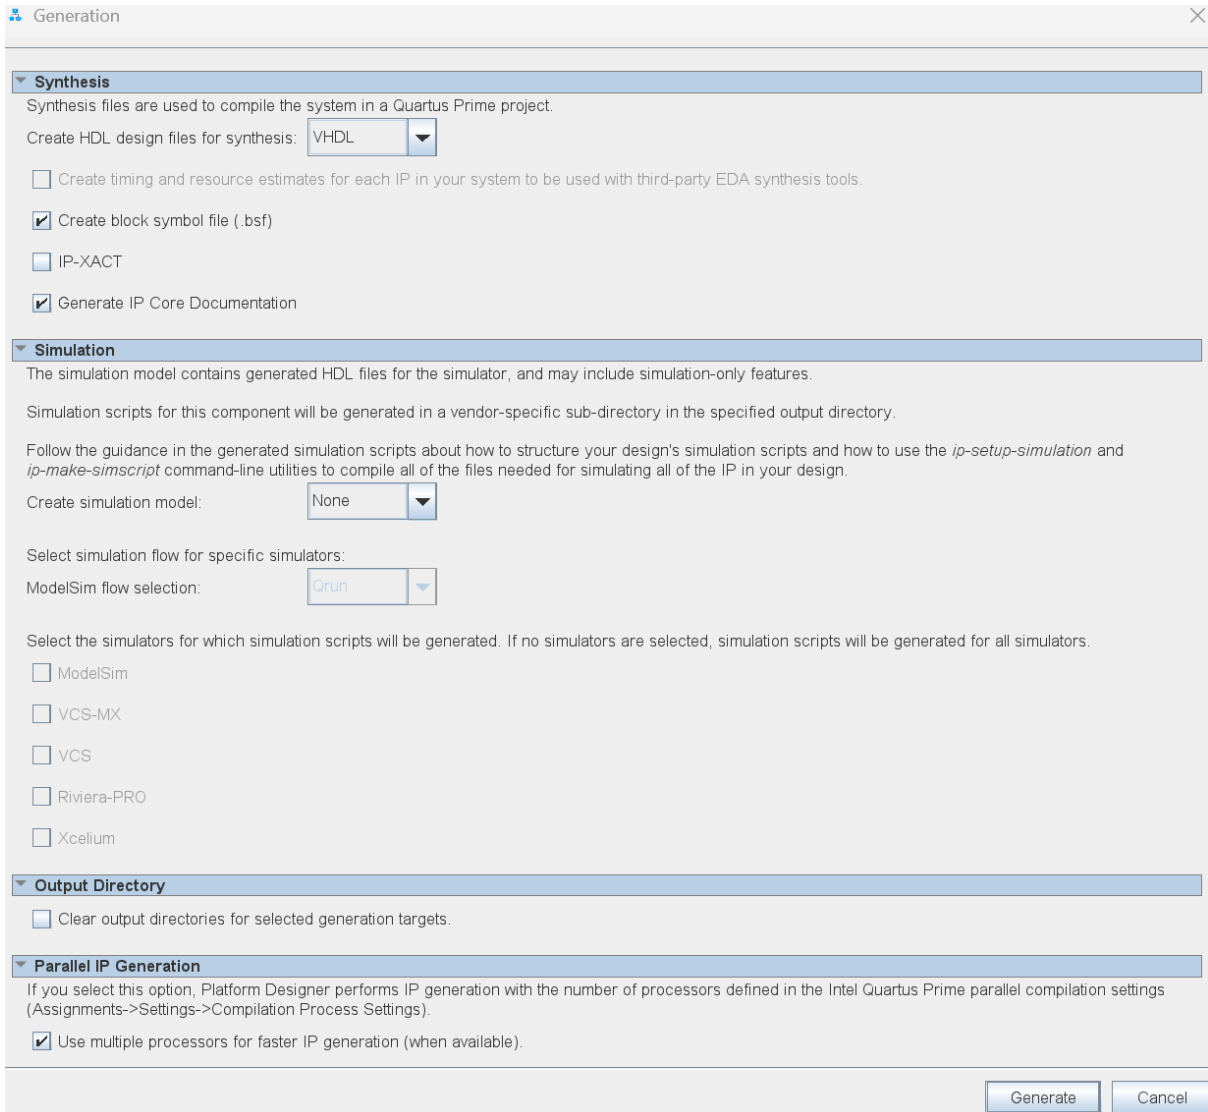 Generation
Synthesis
Synthesis files are used to compile the system in a Quartus Prime project.
Create HDL design files for synthesis: VHDL
Create timing and resource estimates for each IP in your system to be used with third-party EDA synthesis tools.
Create block symbol file (.bsf)
IP-XACT
Generate IP Core Documentation
Simulation
The simulation model contains generated HDL files for the simulator, and may include simulation-only features.
Simulation scripts for this component will be generated in a vendor-specific sub-directory in the specified output directory.
Follow the guidance in the generated simulation scripts about how to structure your design's simulation scripts and how to use the ip-setup-simulation and
ip-make-simscript command-line utilities to compile all of the files needed for simulating all of the IP in your design.
Create simulation model: None
Select simulation flow for specific simulators:
ModelSim flow selection: Qrun
Select the simulators for which simulation scripts will be generated. If no simulators are selected, simulation scripts will be generated for all simulators.
ModelSim
VCS-MX
VCS
Riviera-PRO
Xcelium
Output Directory
Clear output directories for selected generation targets.
Parallel IP Generation
If you select this option, Platform Designer performs IP generation with the number of processors defined in the Intel Quartus Prime parallel compilation settings
(Assignments->Settings->Compilation Process Settings).
Use multiple processors for faster IP generation (when available).
Generate Cancel